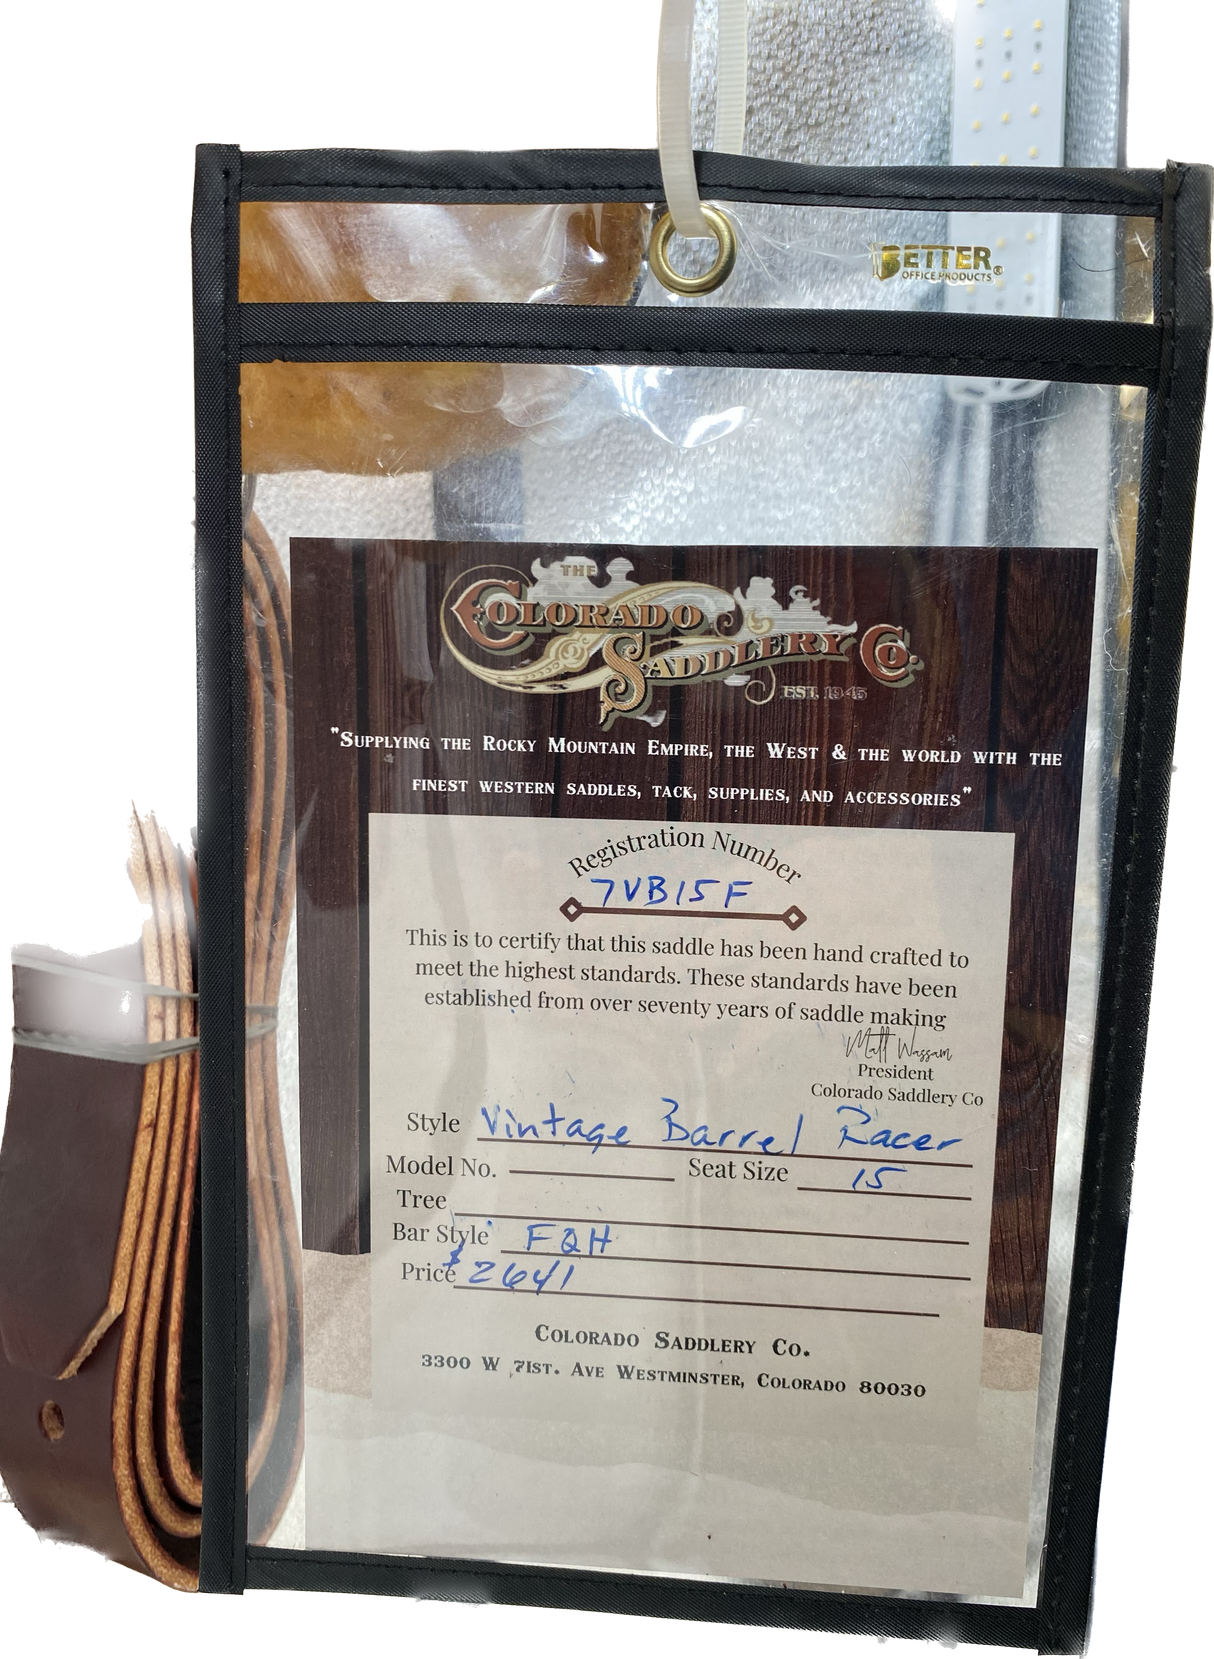 BETTER
OFFICE PRODUCTS®
THE
COLORADO
SADDLERY CO.
EST. 1945
"SUPPLYING THE ROCKY MOUNTAIN EMPIRE, THE WEST & THE WORLD WITH THE
FINEST WESTERN SADDLES, TACK, SUPPLIES, AND ACCESSORIES"
Registration Number
7VB15F
This is to certify that this saddle has been hand crafted to
meet the highest standards. These standards have been
established from over seventy years of saddle making
Matt Wassam
President
Colorado Saddlery Co
Style Vintage Barrel Racer
Model No. Seat Size 15
Tree
Bar Style FQH
Price $2641
COLORADO SADDLERY CO.
3300 W 71ST. AVE WESTMINSTER, COLORADO 80030